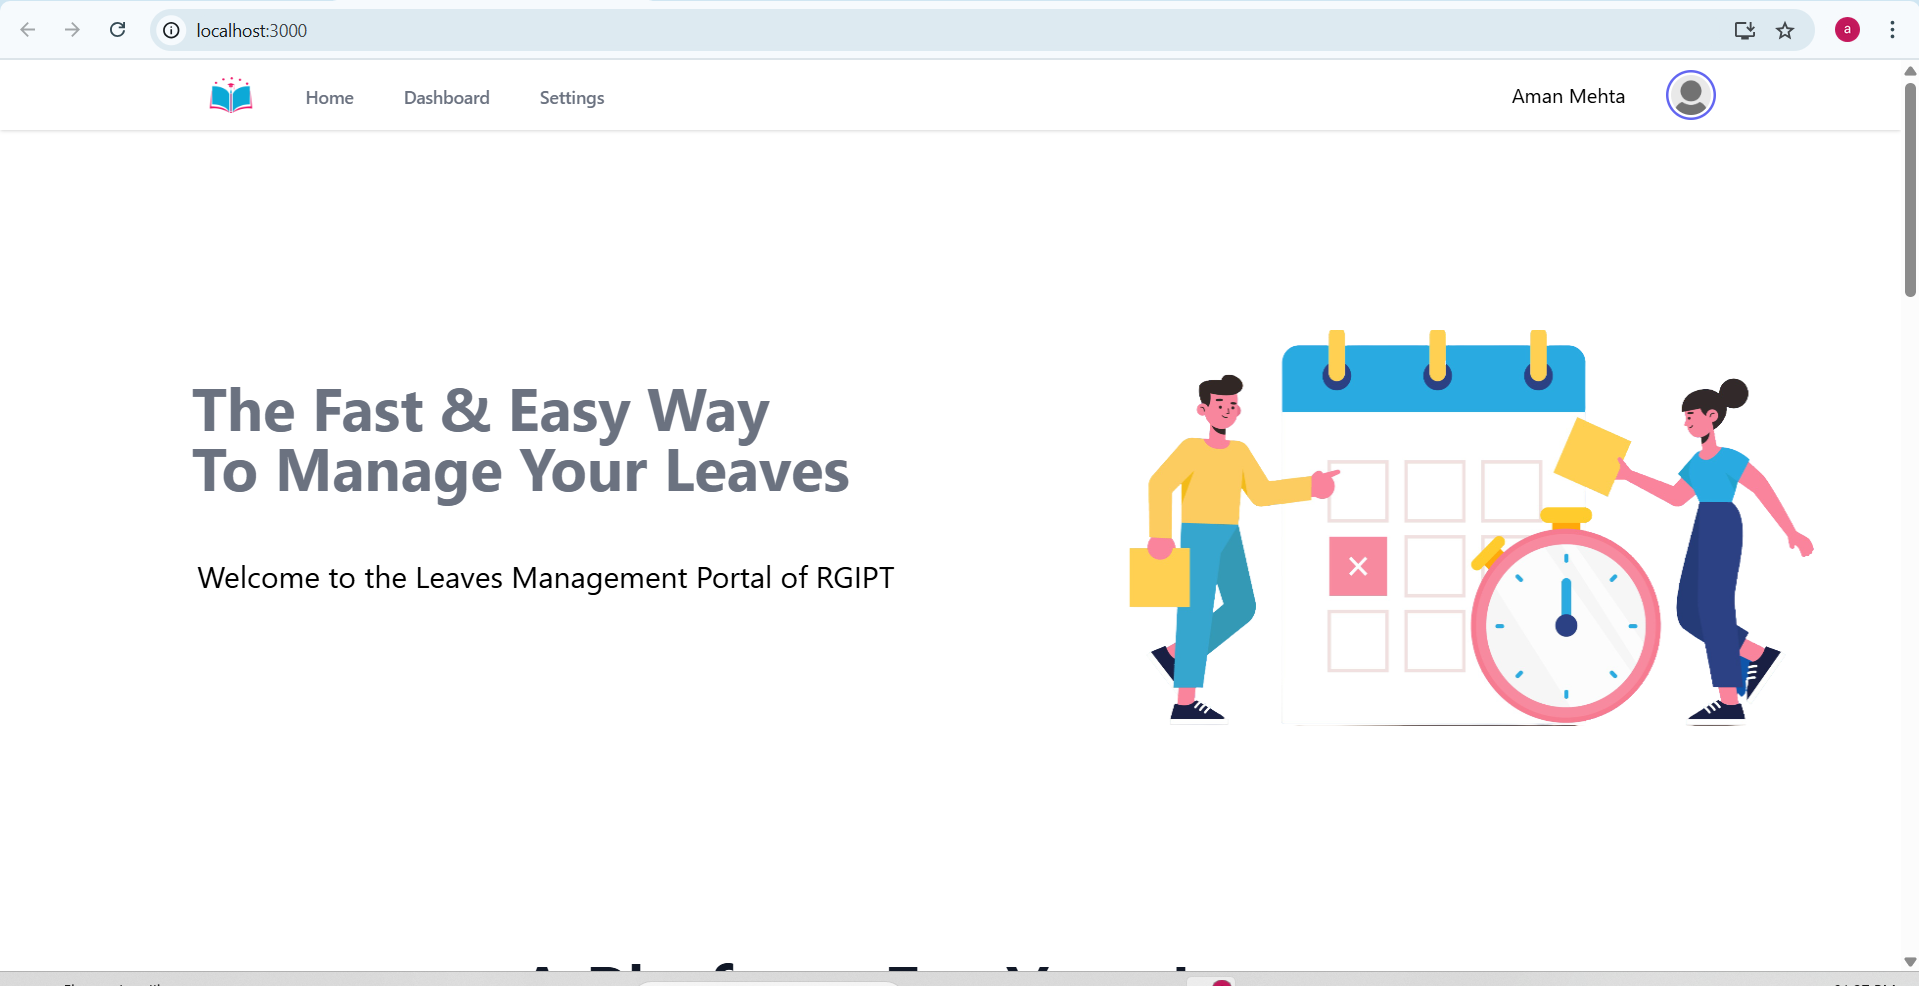 localhost:3000
a
Home Dashboard Settings Aman Mehta
The Fast & Easy Way
To Manage Your Leaves
Welcome to the Leaves Management Portal of RGIPT